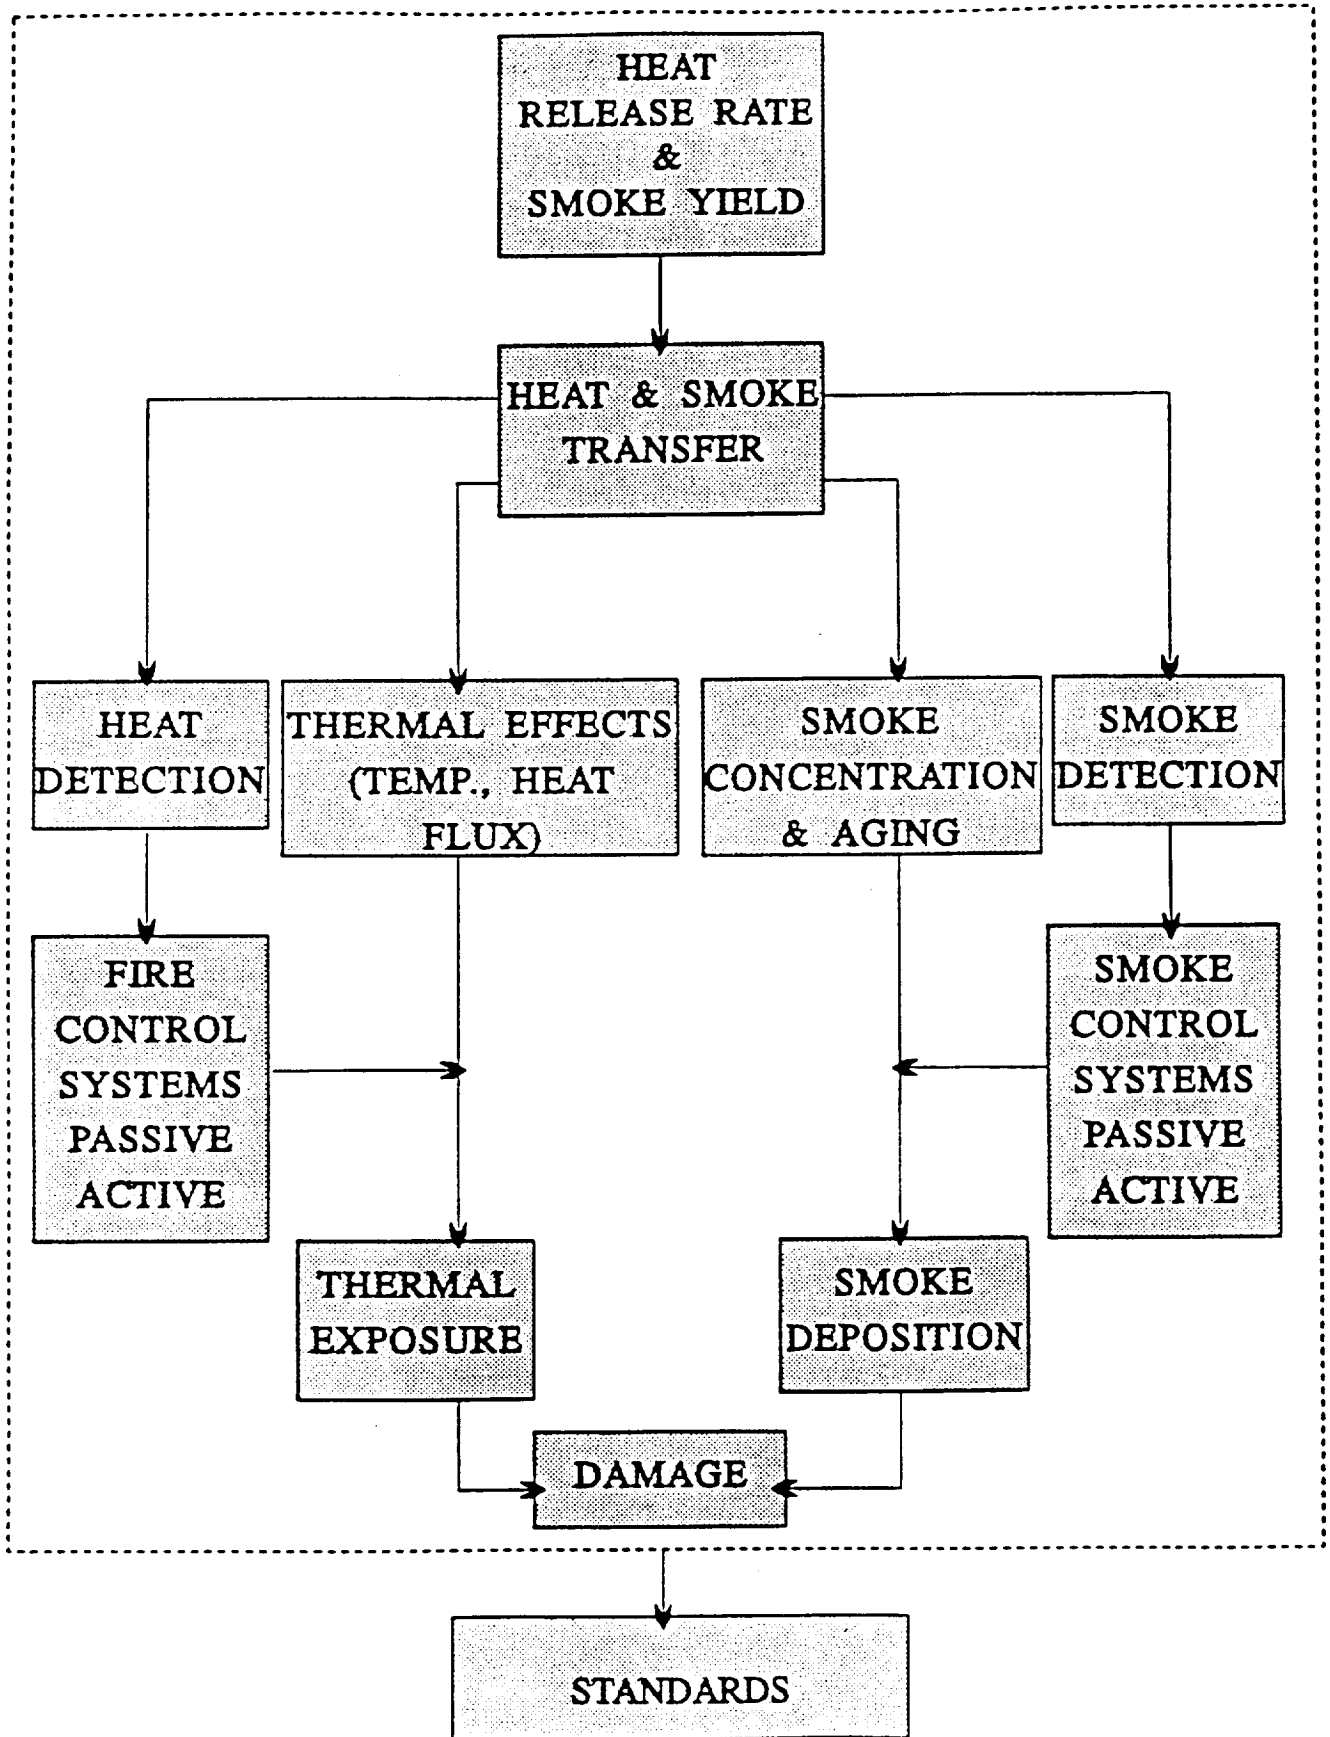 HEAT
RELEASE RATE
&
SMOKE YIELD
HEAT & SMOKE
TRANSFER
HEAT
DETECTION
THERMAL EFFECTS
(TEMP., HEAT
FLUX)
SMOKE
CONCENTRATION
& AGING
SMOKE
DETECTION
FIRE
CONTROL
SYSTEMS
PASSIVE
ACTIVE
SMOKE
CONTROL
SYSTEMS
PASSIVE
ACTIVE
THERMAL
EXPOSURE
SMOKE
DEPOSITION
DAMAGE
STANDARDS